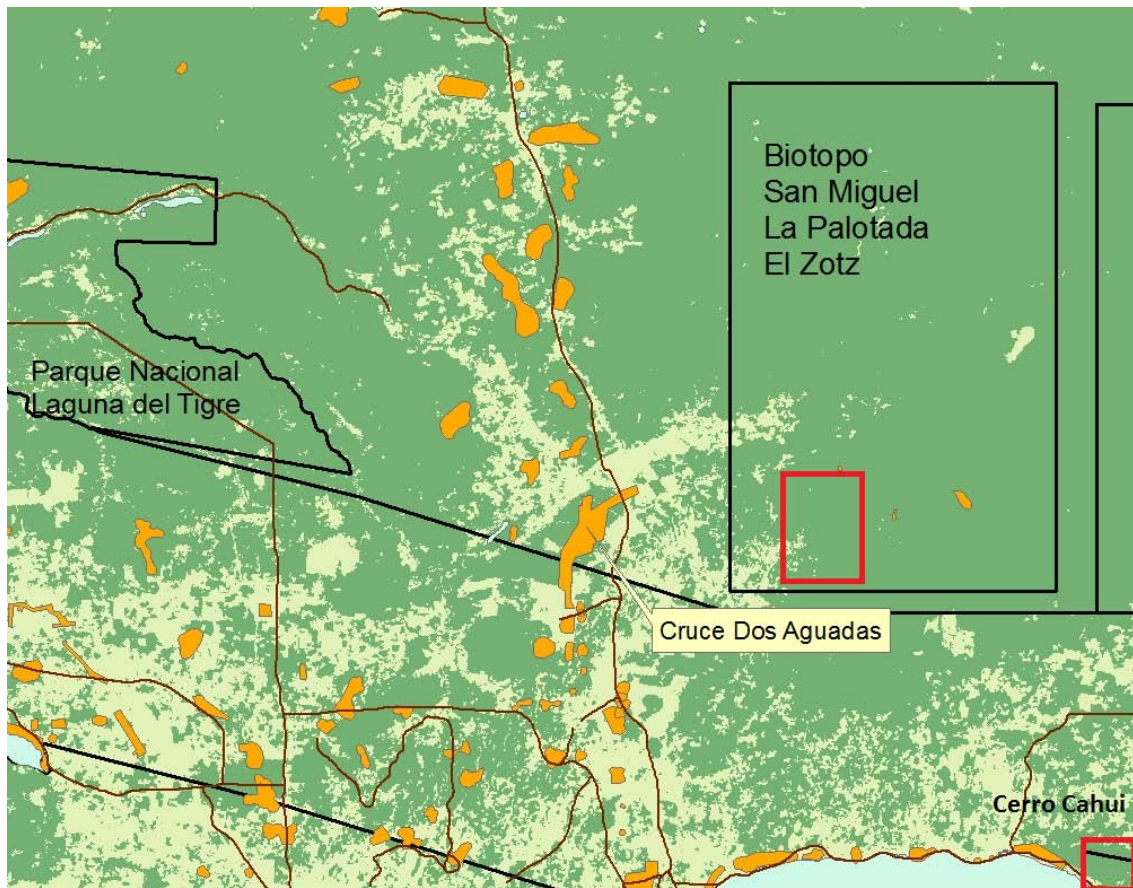 Biotopo
San Miguel
La Palotada
El Zotz
Parque Nacional
Laguna del Tigre
Cruce Dos Aguadas
Cerro Cahui